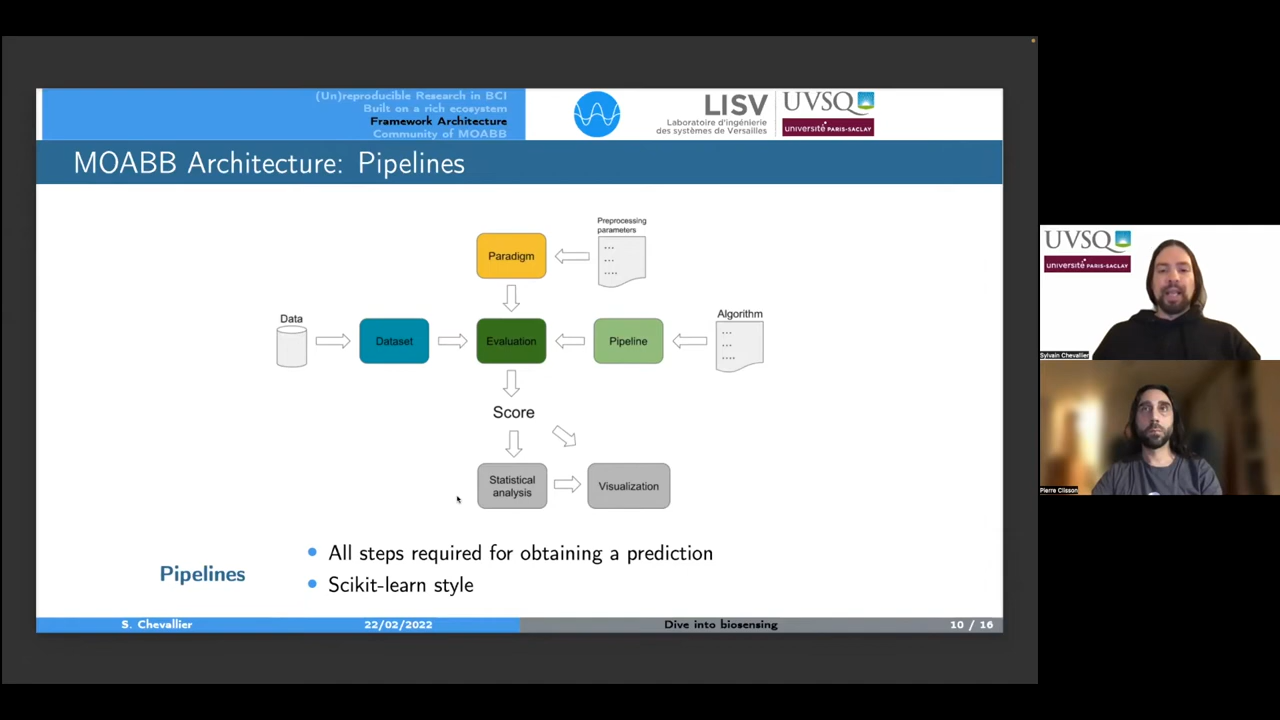 (Un)reproducible Research in BCI
Built on a rich ecosystem
Framework Architecture
Community of MOABB
LISV
Laboratoire d'ingénierie
des systèmes de Versailles
UVSQ
université PARIS-SACLAY
MOABB Architecture: Pipelines
Preprocessing
parameters
...
...
....
Paradigm
Data
Dataset
Evaluation
Pipeline
Algorithm
...
...
....
Score
Statistical
analysis
Visualization
Pipelines
• All steps required for obtaining a prediction
• Scikit-learn style
S. Chevallier
22/02/2022
Dive into biosensing
10 / 16
UVSQ
université PARIS-SACLAY
Sylvain Chevallier
Pierre Clisson